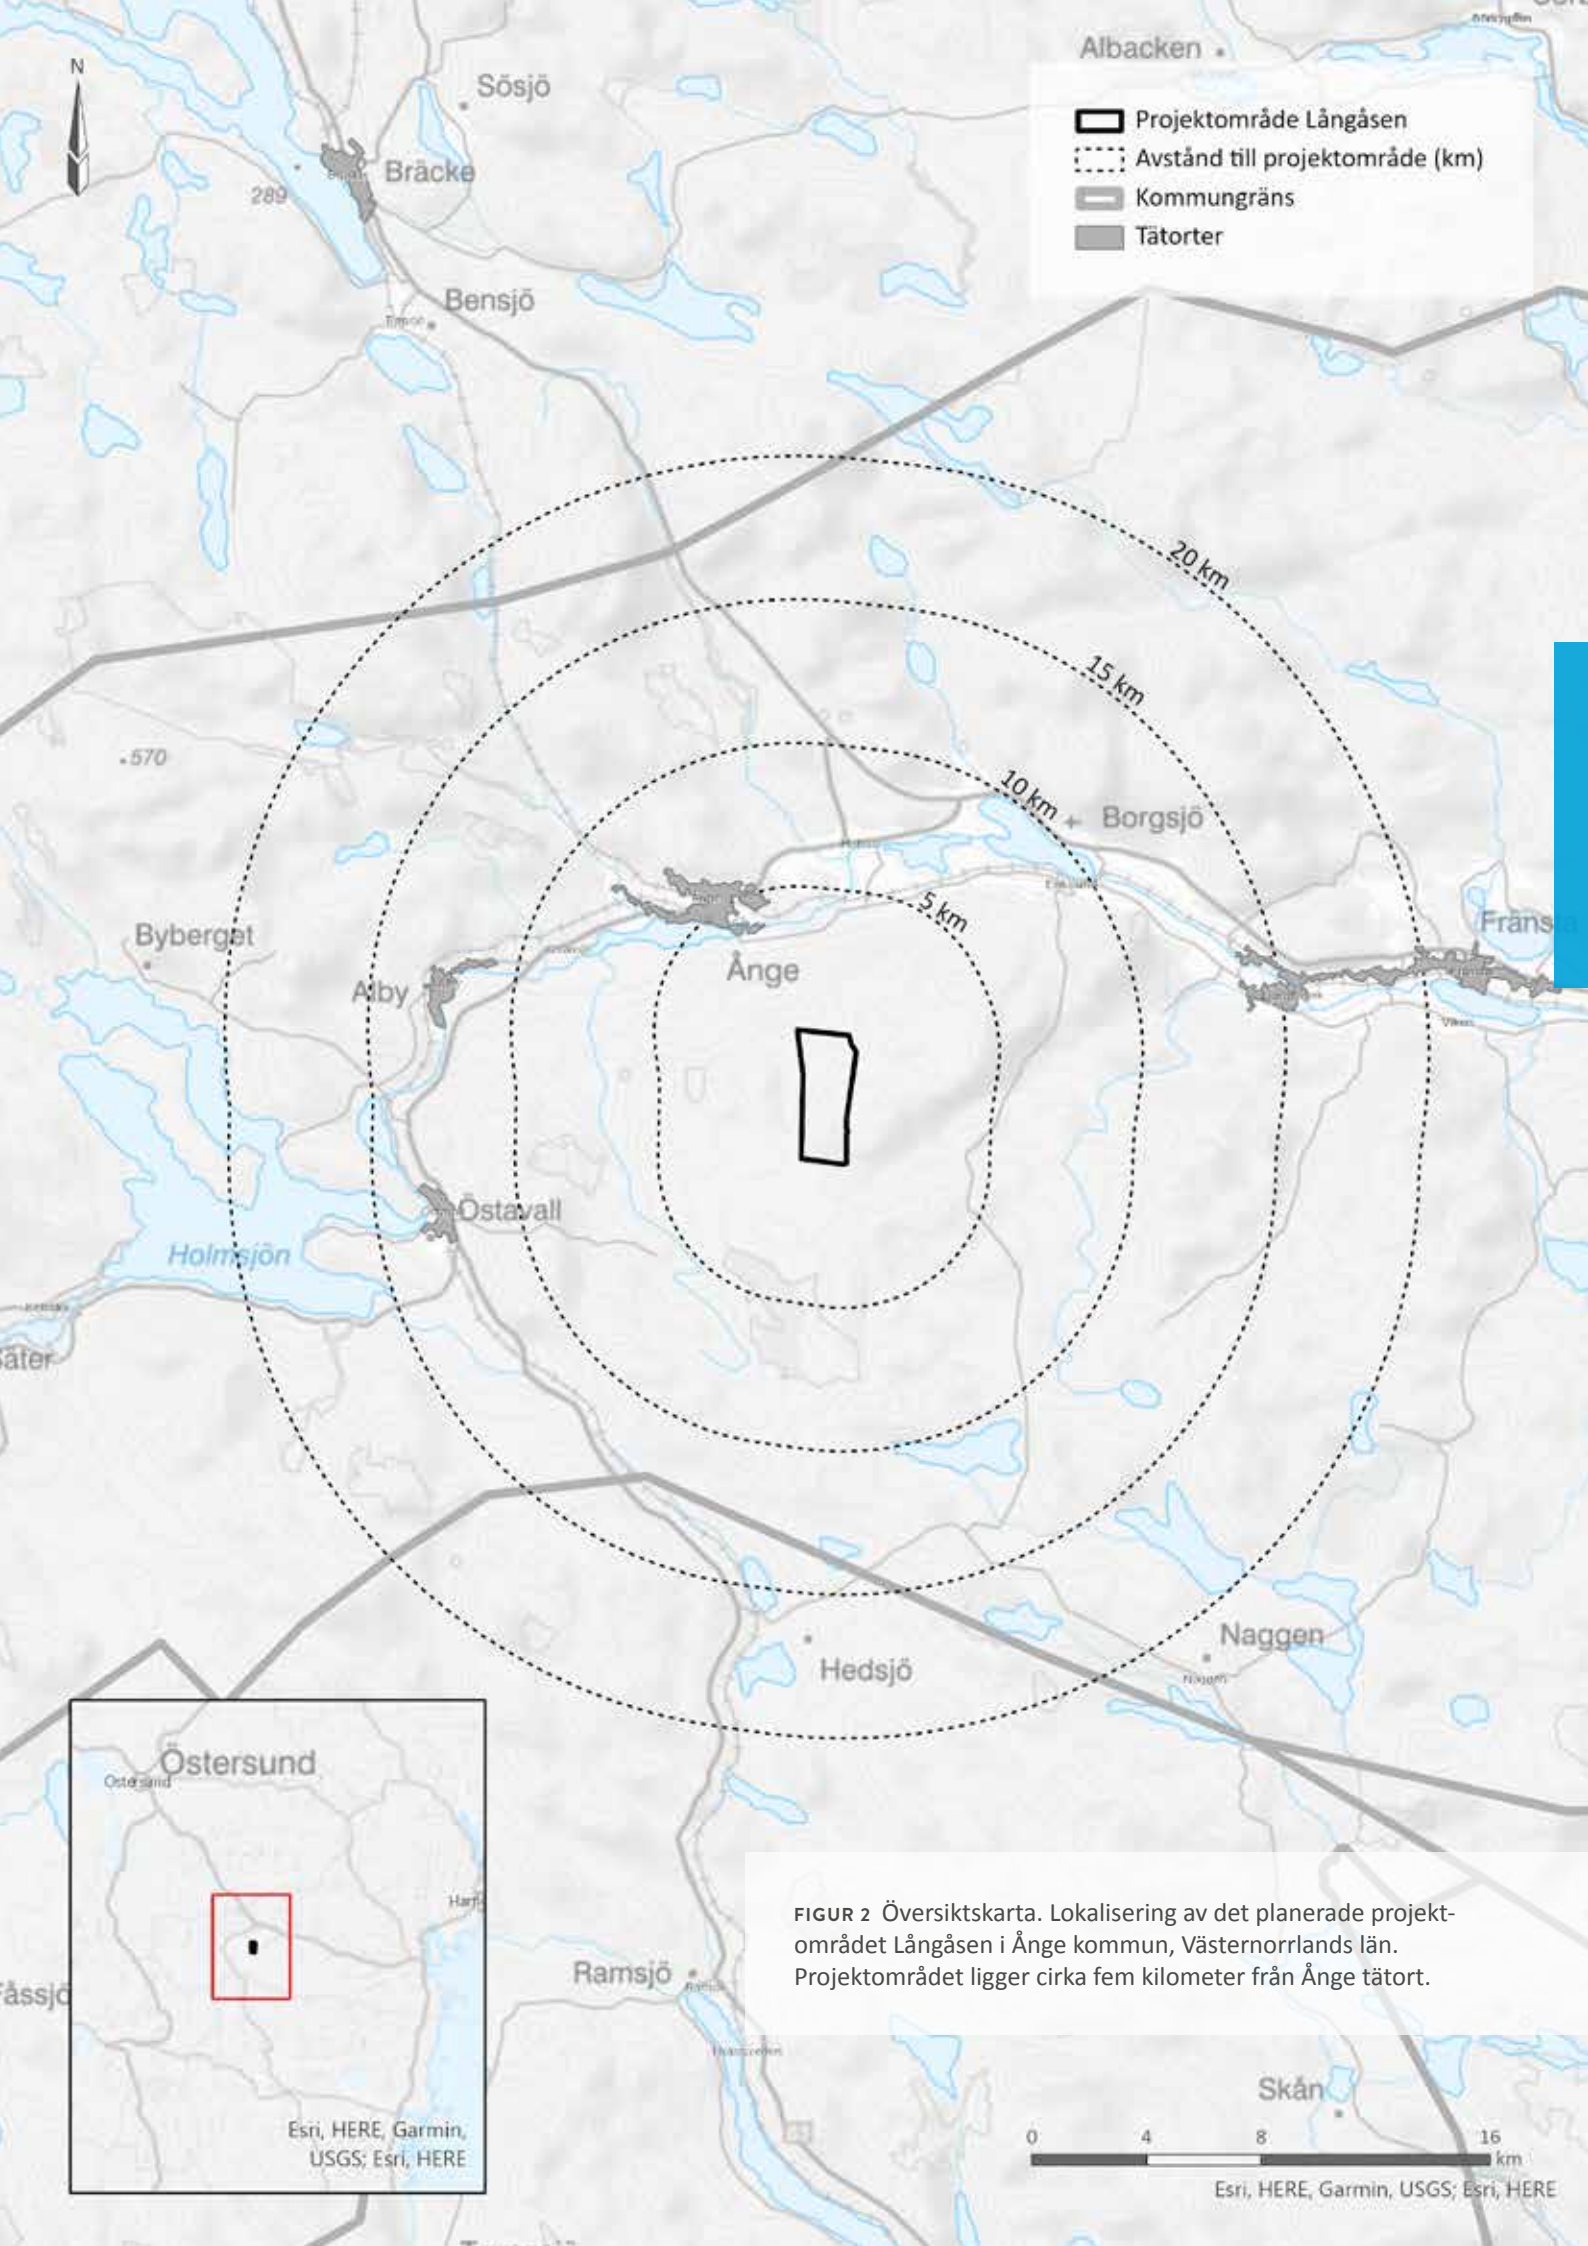 Albacken
N
Sösjö
Projektområde Långåsen
Avstånd till projektområde (km)
Kommungräns
Tätorter
Bräcke
289
Bensjö
20 km
15 km
570
10 km
Borgsjö
5 km
Fränsta
Byberget
Ånge
Alby
Östavall
Holmsjön
Naggen
Hedsjö
Östersund
Östersund
FIGUR 2 Översiktskarta. Lokalisering av det planerade projekt-
området Långåsen i Ånge kommun, Västernorrlands län.
Projektområdet ligger cirka fem kilometer från Ånge tätort.
Ramsjö
Skån
Esri, HERE, Garmin,
USGS; Esri, HERE
0 4 8 16
km
Esri, HERE, Garmin, USGS; Esri, HERE